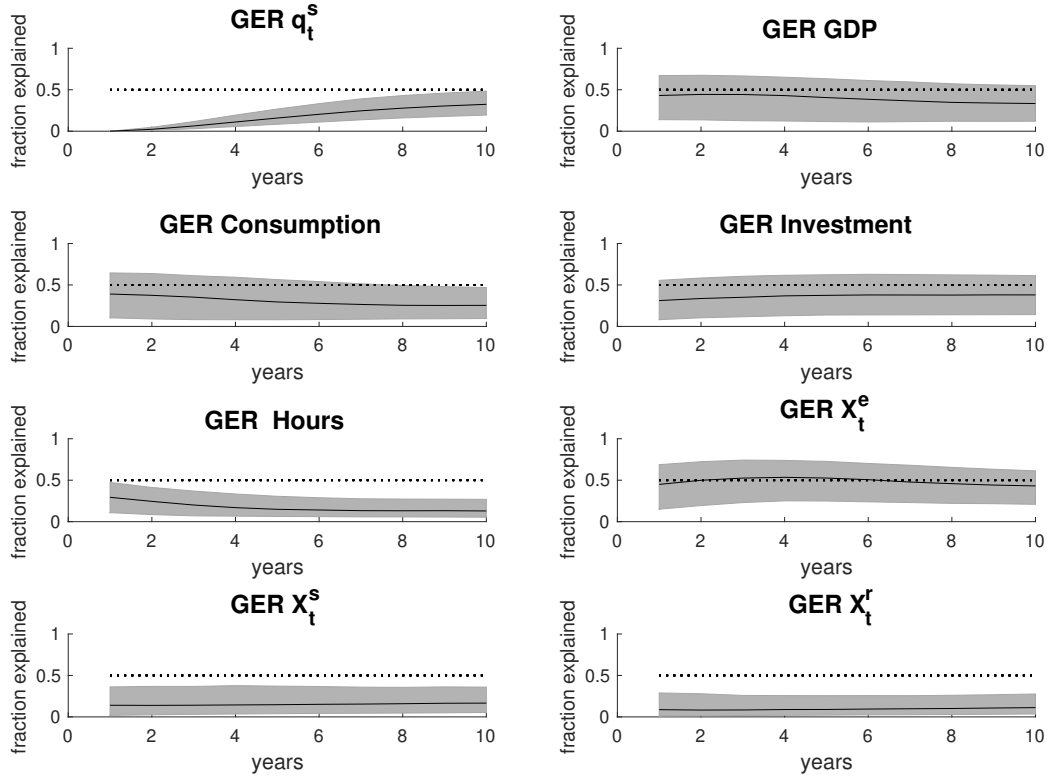 GER q_t^s
fraction explained
1
0.5
0
0 2 4 6 8 10
years
GER GDP
fraction explained
1
0.5
0
0 2 4 6 8 10
years
GER Consumption
fraction explained
1
0.5
0
0 2 4 6 8 10
years
GER Investment
fraction explained
1
0.5
0
0 2 4 6 8 10
years
GER Hours
fraction explained
1
0.5
0
0 2 4 6 8 10
years
GER X_t^e
fraction explained
1
0.5
0
0 2 4 6 8 10
years
GER X_t^s
fraction explained
1
0.5
0
0 2 4 6 8 10
years
GER X_t^r
fraction explained
1
0.5
0
0 2 4 6 8 10
years